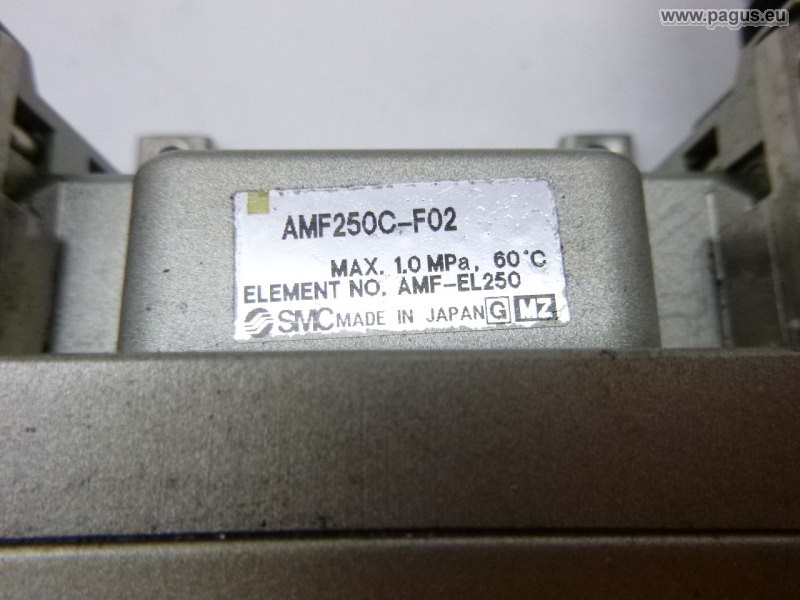 www.pagus.eu
AMF250C-F02
MAX. 1.0 MPa, 60°C
ELEMENT NO. AMF-EL250
SMC MADE IN JAPAN G MZ